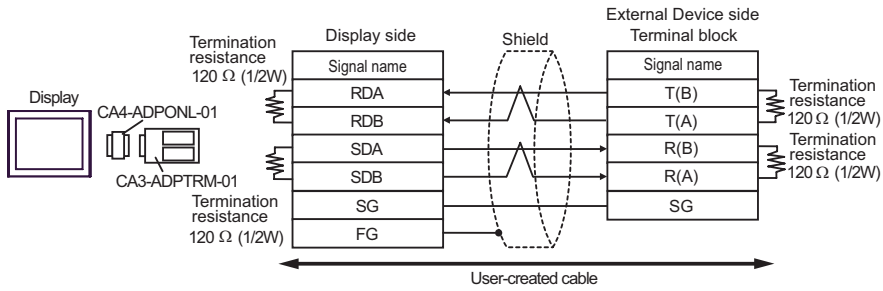 Display
CA4-ADPONL-01
CA3-ADPTRM-01
Termination
resistance
120 Ω (1/2W)
Termination
resistance
120 Ω (1/2W)
Display side
Signal name
RDA
RDB
SDA
SDB
SG
FG
Shield
External Device side
Terminal block
Signal name
T(B)
T(A)
R(B)
R(A)
SG
Termination
resistance
120 Ω (1/2W)
Termination
resistance
120 Ω (1/2W)
User-created cable